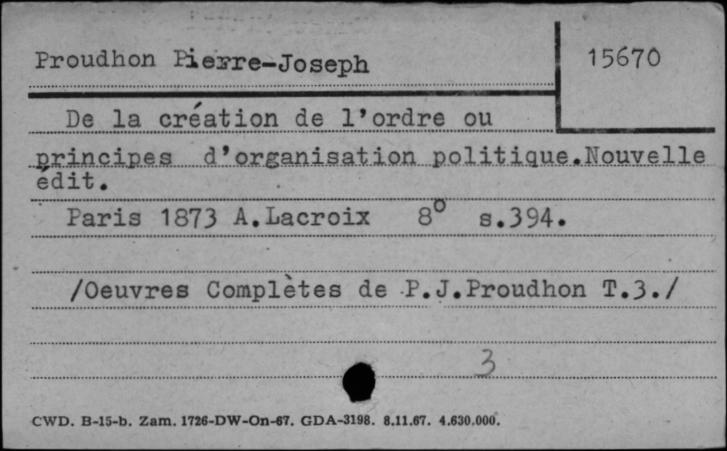 Proudhon Pierre-Joseph
15670
De la création de l'ordre ou
principes d'organisation politique.Nouvelle
édit.
Paris 1873 A.Lacroix 8° s.394.
/Oeuvres Complètes de P.J.Proudhon T.3./
3
CWD. B-15-b. Zam. 1726-DW-On-67. GDA-3198. 8.11.67. 4.630.000.